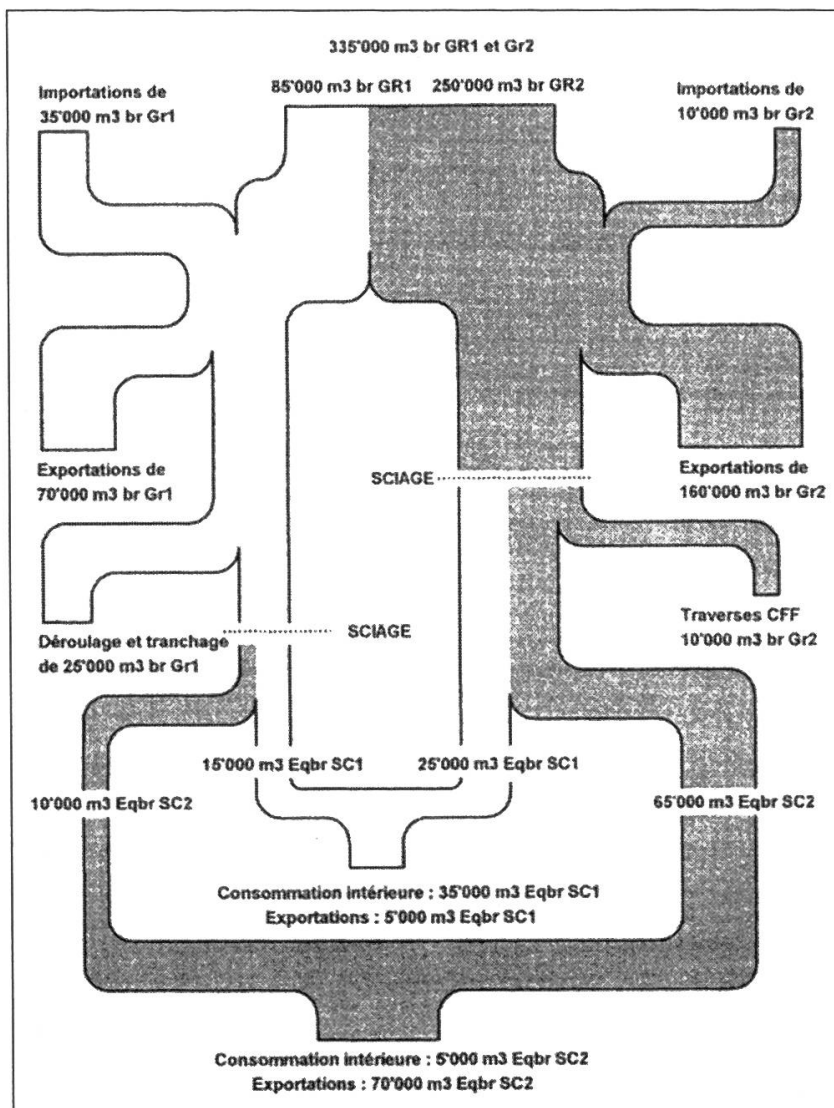 335'000 m3 br GR1 et Gr2
85'000 m3 br GR1
250'000 m3 br GR2
Importations de
35'000 m3 br Gr1
Importations de
10'000 m3 br Gr2
Exportations de
70'000 m3 br Gr1
SCIAGE
Exportations de
160'000 m3 br Gr2
Déroulage et tranchage
de 25'000 m3 br Gr1
SCIAGE
Traverses CFF
10'000 m3 br Gr2
15'000 m3 Eqbr SC1
25'000 m3 Eqbr SC1
10'000 m3 Eqbr SC2
65'000 m3 Eqbr SC2
Consommation intérieure : 35'000 m3 Eqbr SC1
Exportations : 5'000 m3 Eqbr SC1
Consommation intérieure : 5'000 m3 Eqbr SC2
Exportations : 70'000 m3 Eqbr SC2